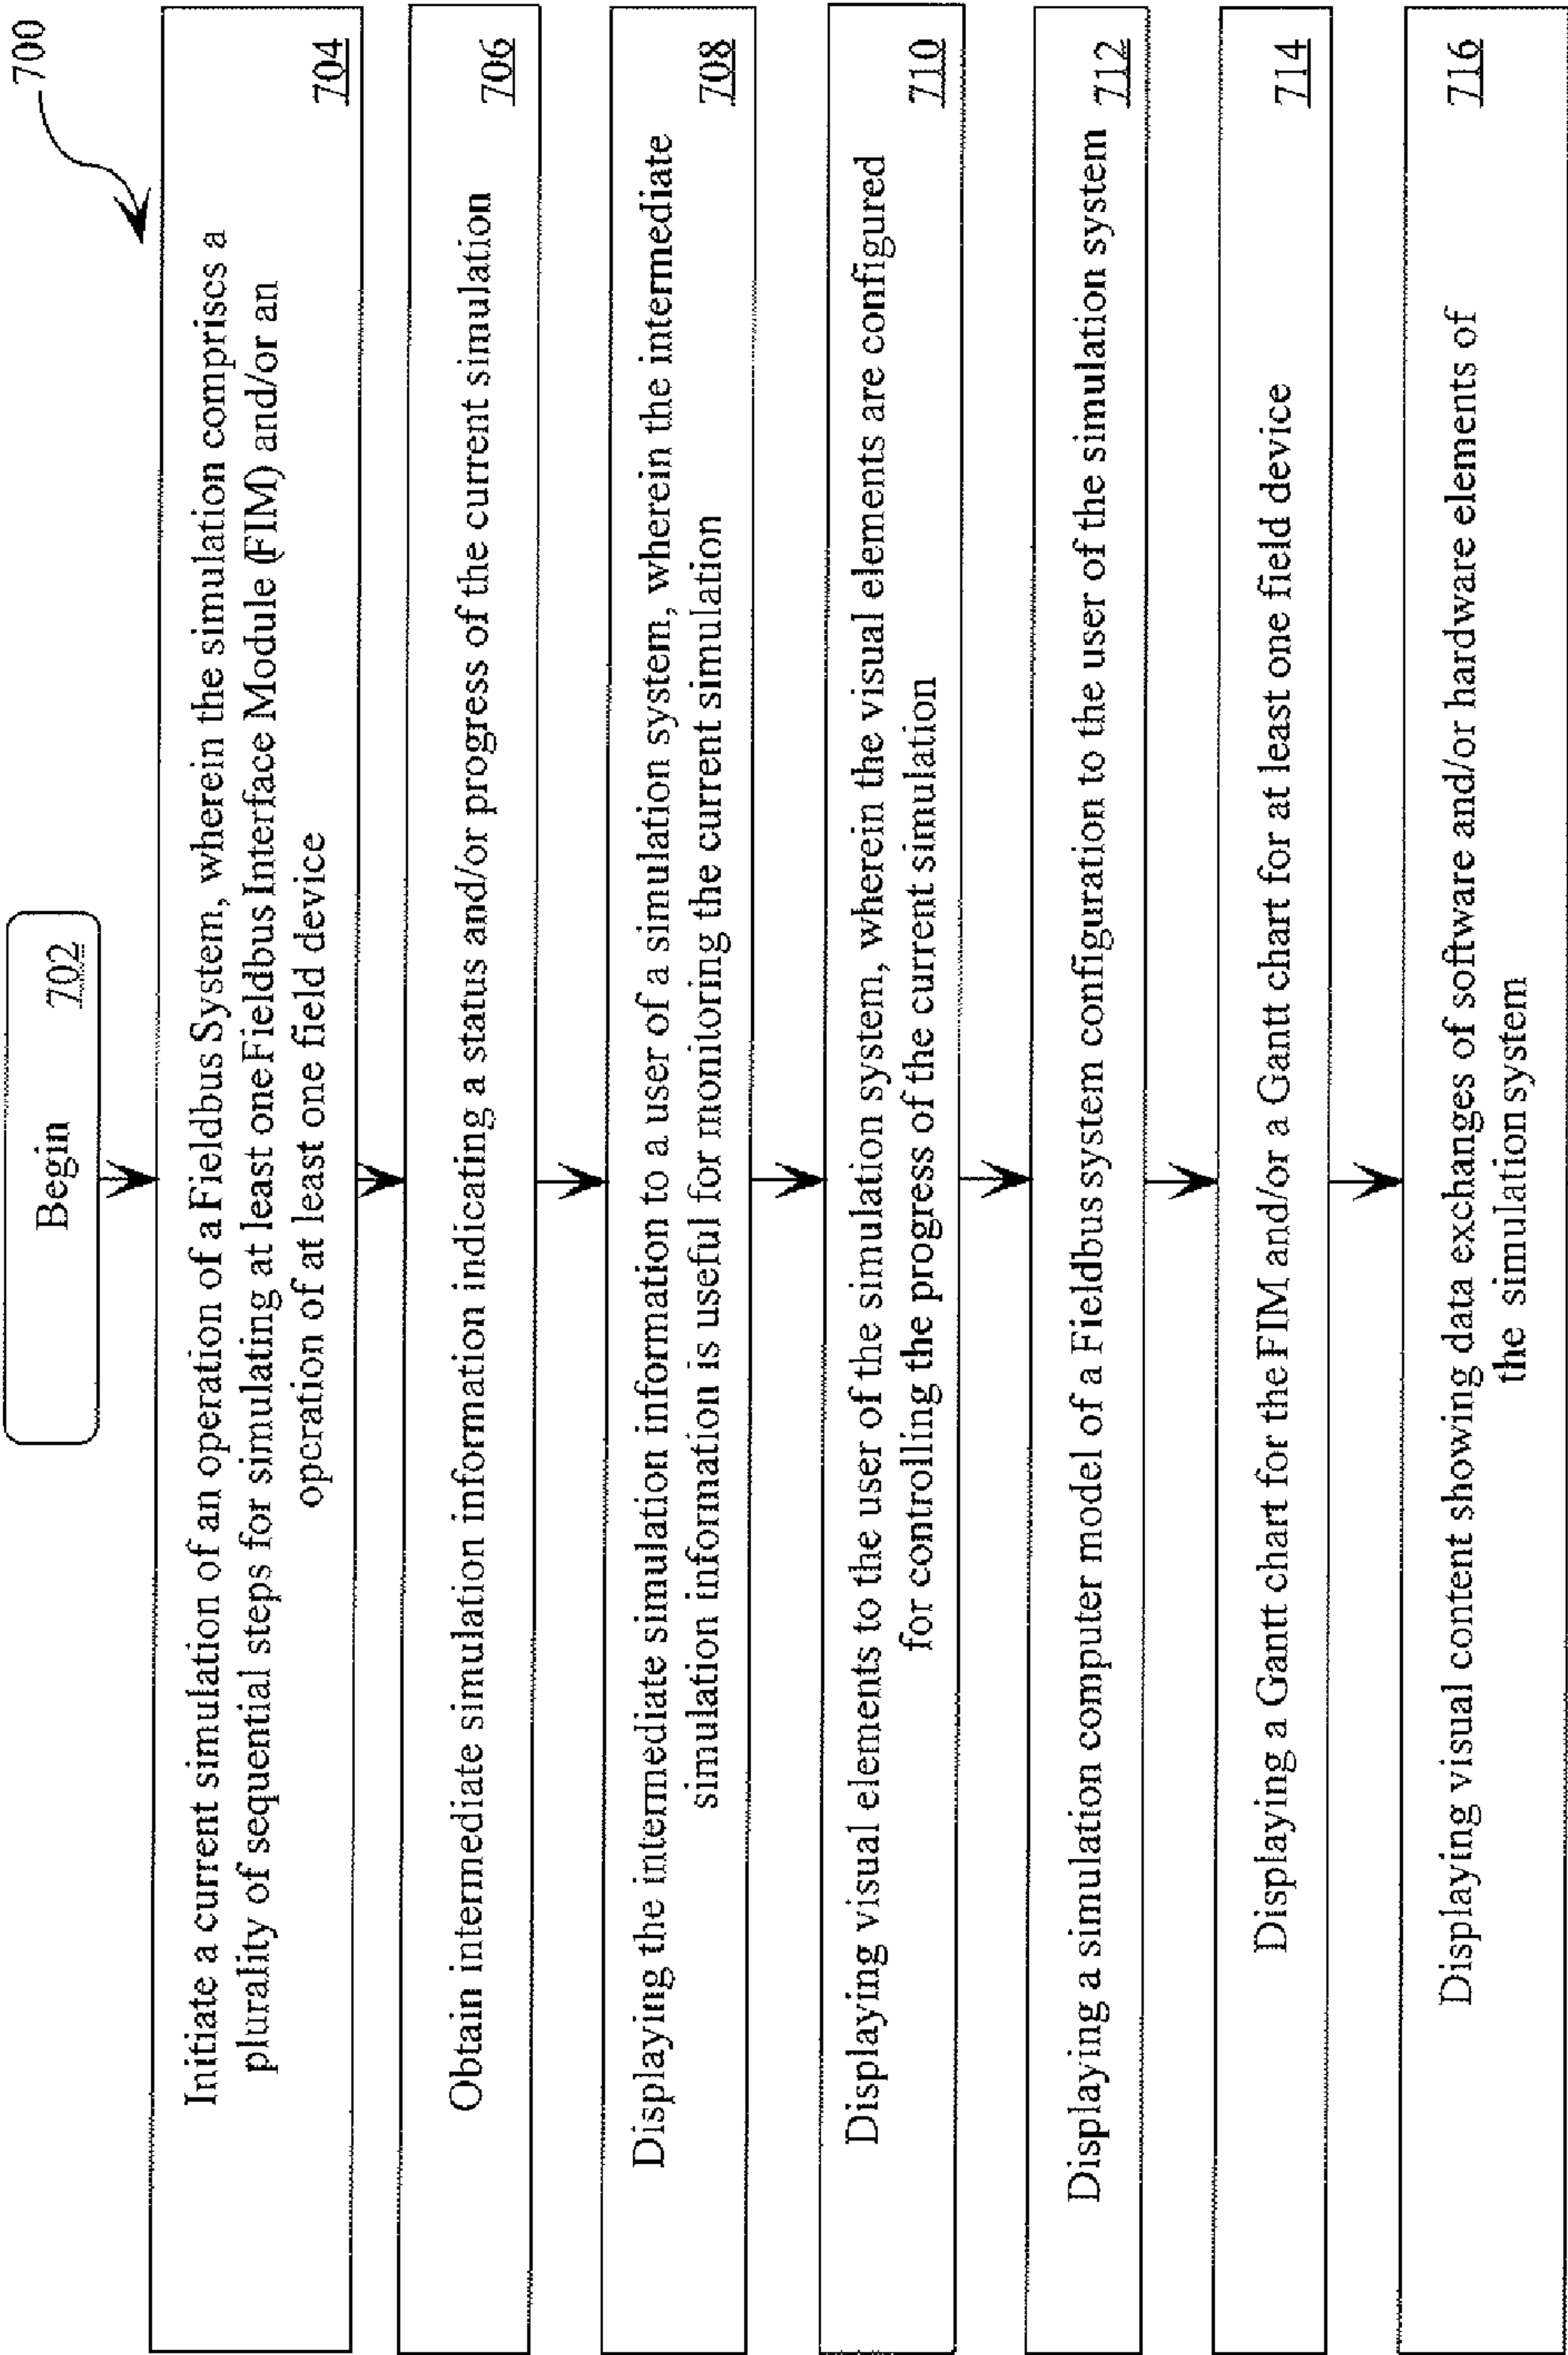 700
Begin 702
Initiate a current simulation of an operation of a Fieldbus System, wherein the simulation comprises a
plurality of sequential steps for simulating at least one Fieldbus Interface Module (FIM) and/or an
operation of at least one field device
704
Obtain intermediate simulation information indicating a status and/or progress of the current simulation
706
Displaying the intermediate simulation information to a user of a simulation system, wherein the intermediate
simulation information is useful for monitoring the current simulation
708
Displaying visual elements to the user of the simulation system, wherein the visual elements are configured
for controlling the progress of the current simulation
710
Displaying a simulation computer model of a Fieldbus system configuration to the user of the simulation system
712
Displaying a Gantt chart for the FIM and/or a Gantt chart for at least one field device
714
Displaying visual content showing data exchanges of software and/or hardware elements of
the simulation system
716